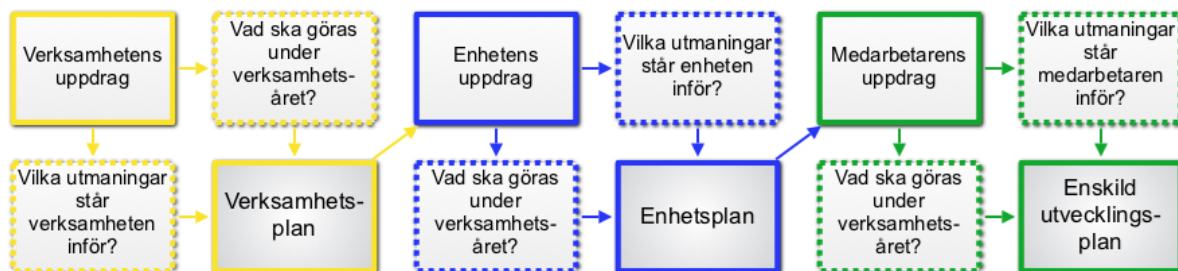 Verksamhetens
uppdrag
Vad ska göras
under
verksamhets-
året?
Enhetens
uppdrag
Vilka utmaningar
står enheten
inför?
Medarbetarens
uppdrag
Vilka utmaningar
står
medarbetaren
inför?
Vilka utmaningar
står
verksamheten
inför?
Verksamhets-
plan
Vad ska göras
under
verksamhets-
året?
Enhetsplan
Vad ska göras
under
verksamhets-
året?
Enskild
utvecklings-
plan